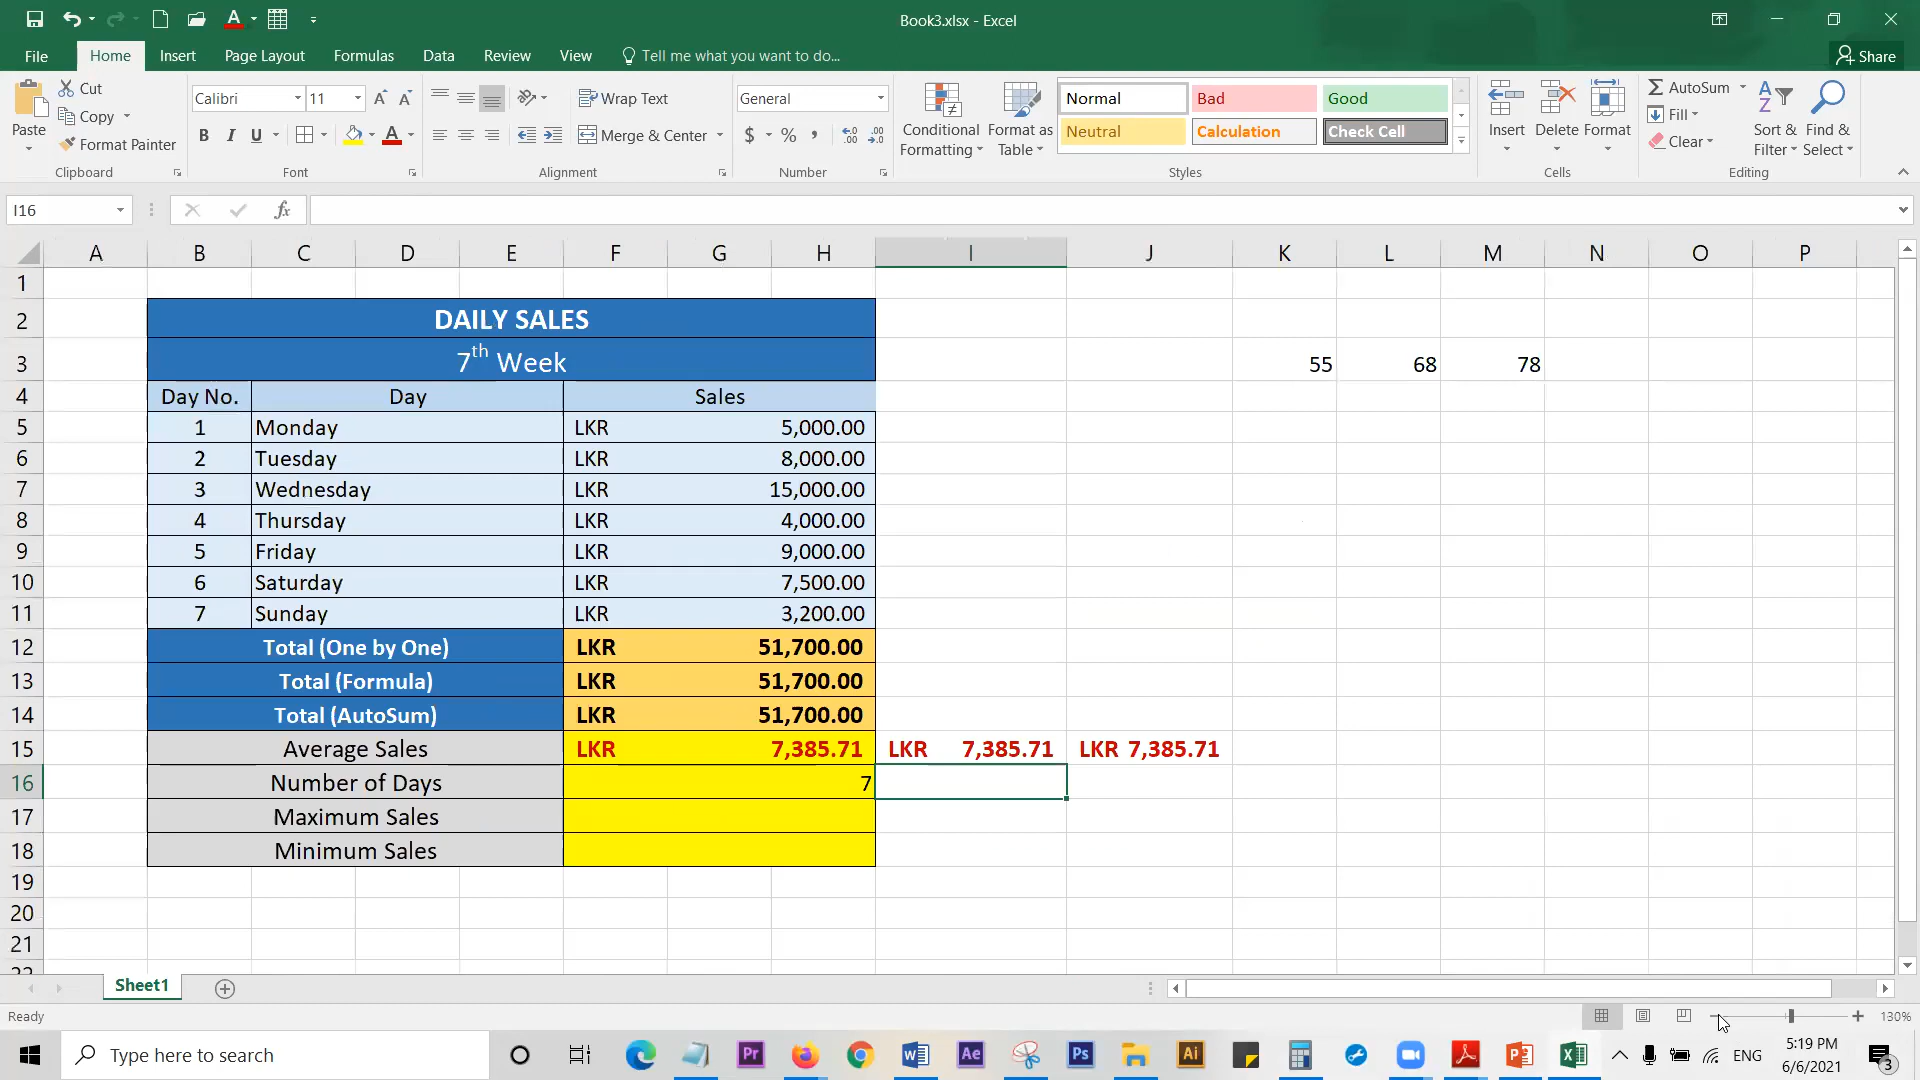 Book3.xlsx - Excel
File Home Insert Page Layout Formulas Data Review View Tell me what you want to do... Share
Paste Cut Copy Format Painter Clipboard
Calibri 11 B I U Font
Wrap Text Merge & Center Alignment
General $ % , Number
Conditional Formatting Format as Table
Normal Bad Good
Neutral Calculation Check Cell
Styles
Insert Delete Format Cells
AutoSum Fill Clear Sort & Filter Find & Select Editing
I16 fx
A B C D E F G H I J K L M N O P
1
2 DAILY SALES
3 7th Week 55 68 78
4 Day No. Day Sales
5 1 Monday LKR 5,000.00
6 2 Tuesday LKR 8,000.00
7 3 Wednesday LKR 15,000.00
8 4 Thursday LKR 4,000.00
9 5 Friday LKR 9,000.00
10 6 Saturday LKR 7,500.00
11 7 Sunday LKR 3,200.00
12 Total (One by One) LKR 51,700.00
13 Total (Formula) LKR 51,700.00
14 Total (AutoSum) LKR 51,700.00
15 Average Sales LKR 7,385.71 LKR 7,385.71 LKR 7,385.71
16 Number of Days 7
17 Maximum Sales
18 Minimum Sales
19
20
21
22
Sheet1
Ready 130%
Type here to search Pr Ae Ps Ai ENG 5:19 PM
6/6/2021 3